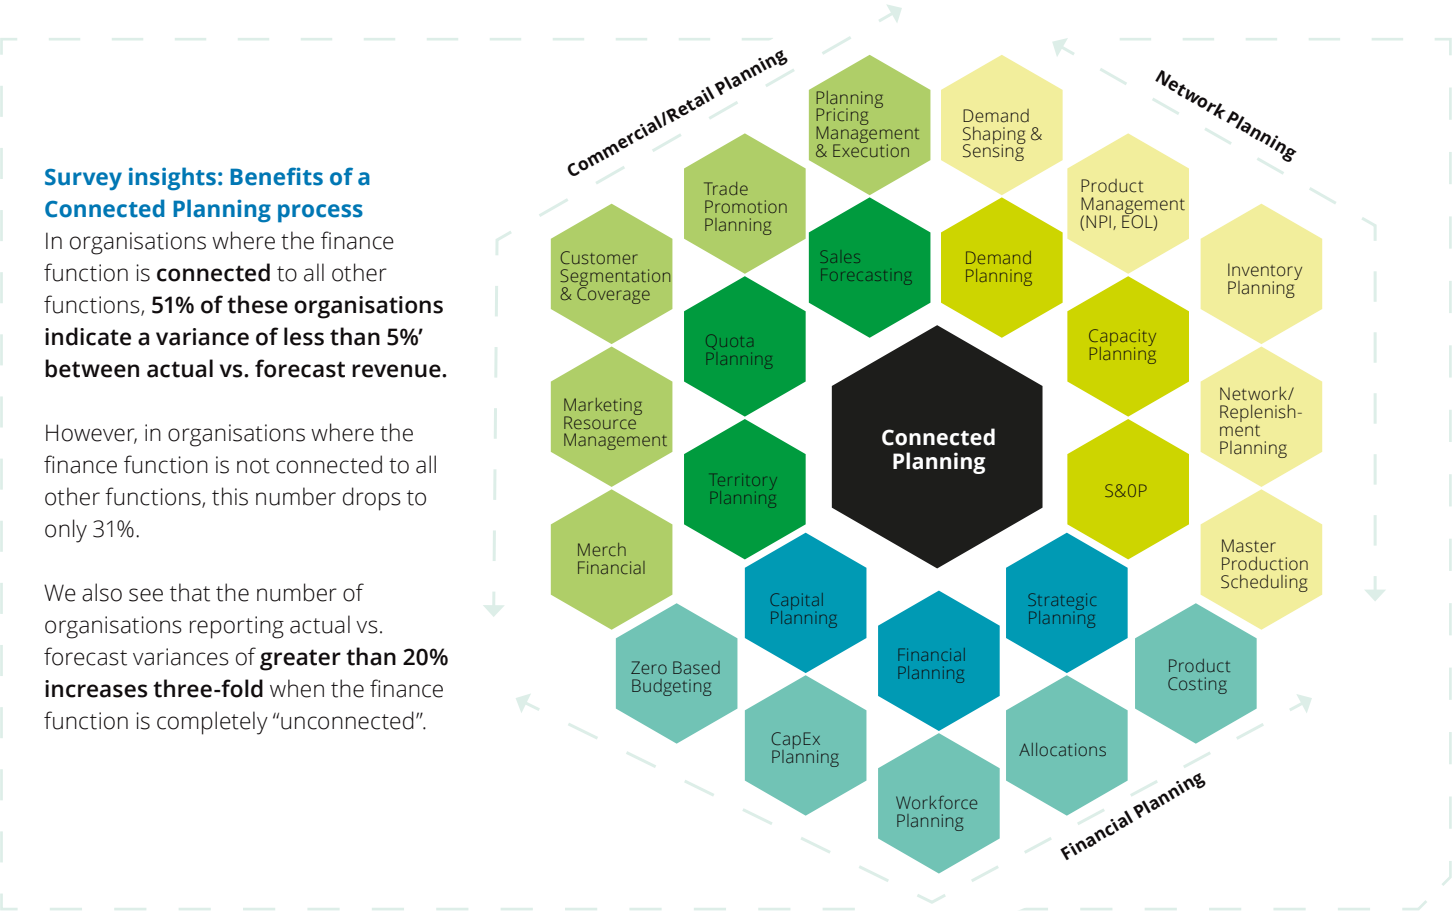 Survey insights: Benefits of a
Connected Planning process
In organisations where the finance
function is connected to all other
functions, 51% of these organisations
indicate a variance of less than 5%’
between actual vs. forecast revenue.
However, in organisations where the
finance function is not connected to all
other functions, this number drops to
only 31%.
We also see that the number of
organisations reporting actual vs.
forecast variances of greater than 20%
increases three-fold when the finance
function is completely “unconnected”.
Commercial/Retail Planning
Network Planning
Planning
Pricing
Management
& Execution
Demand
Shaping &
Sensing
Trade
Promotion
Planning
Product
Management
(NPI, EOL)
Customer
Segmentation
& Coverage
Sales
Forecasting
Demand
Planning
Inventory
Planning
Quota
Planning
Capacity
Planning
Marketing
Resource
Management
Connected
Planning
Network/
Replenish-
ment
Planning
Territory
Planning
S&0P
Merch
Financial
Master
Production
Scheduling
Capital
Planning
Strategic
Planning
Financial
Planning
Zero Based
Budgeting
Product
Costing
CapEx
Planning
Allocations
Workforce
Planning
Financial Planning